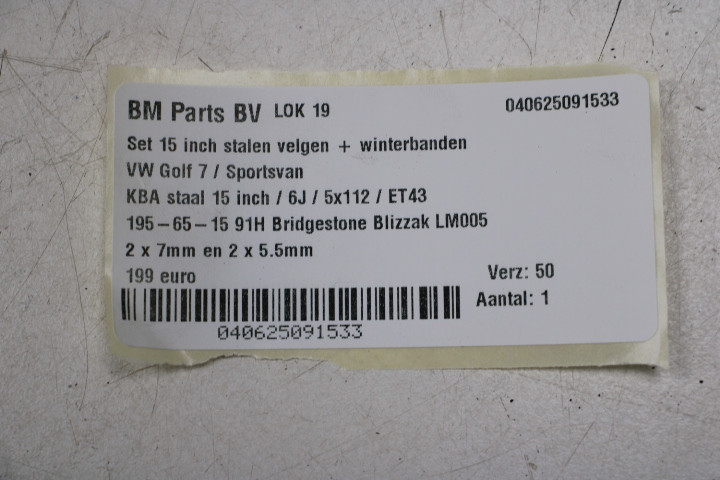 BM Parts BV LOK 19 040625091533
Set 15 inch stalen velgen + winterbanden
VW Golf 7 / Sportsvan
KBA staal 15 inch / 6J / 5x112 / ET43
195-65-15 91H Bridgestone Blizzak LM005
2 x 7mm en 2 x 5.5mm
199 euro Verz: 50
Aantal: 1
040625091533